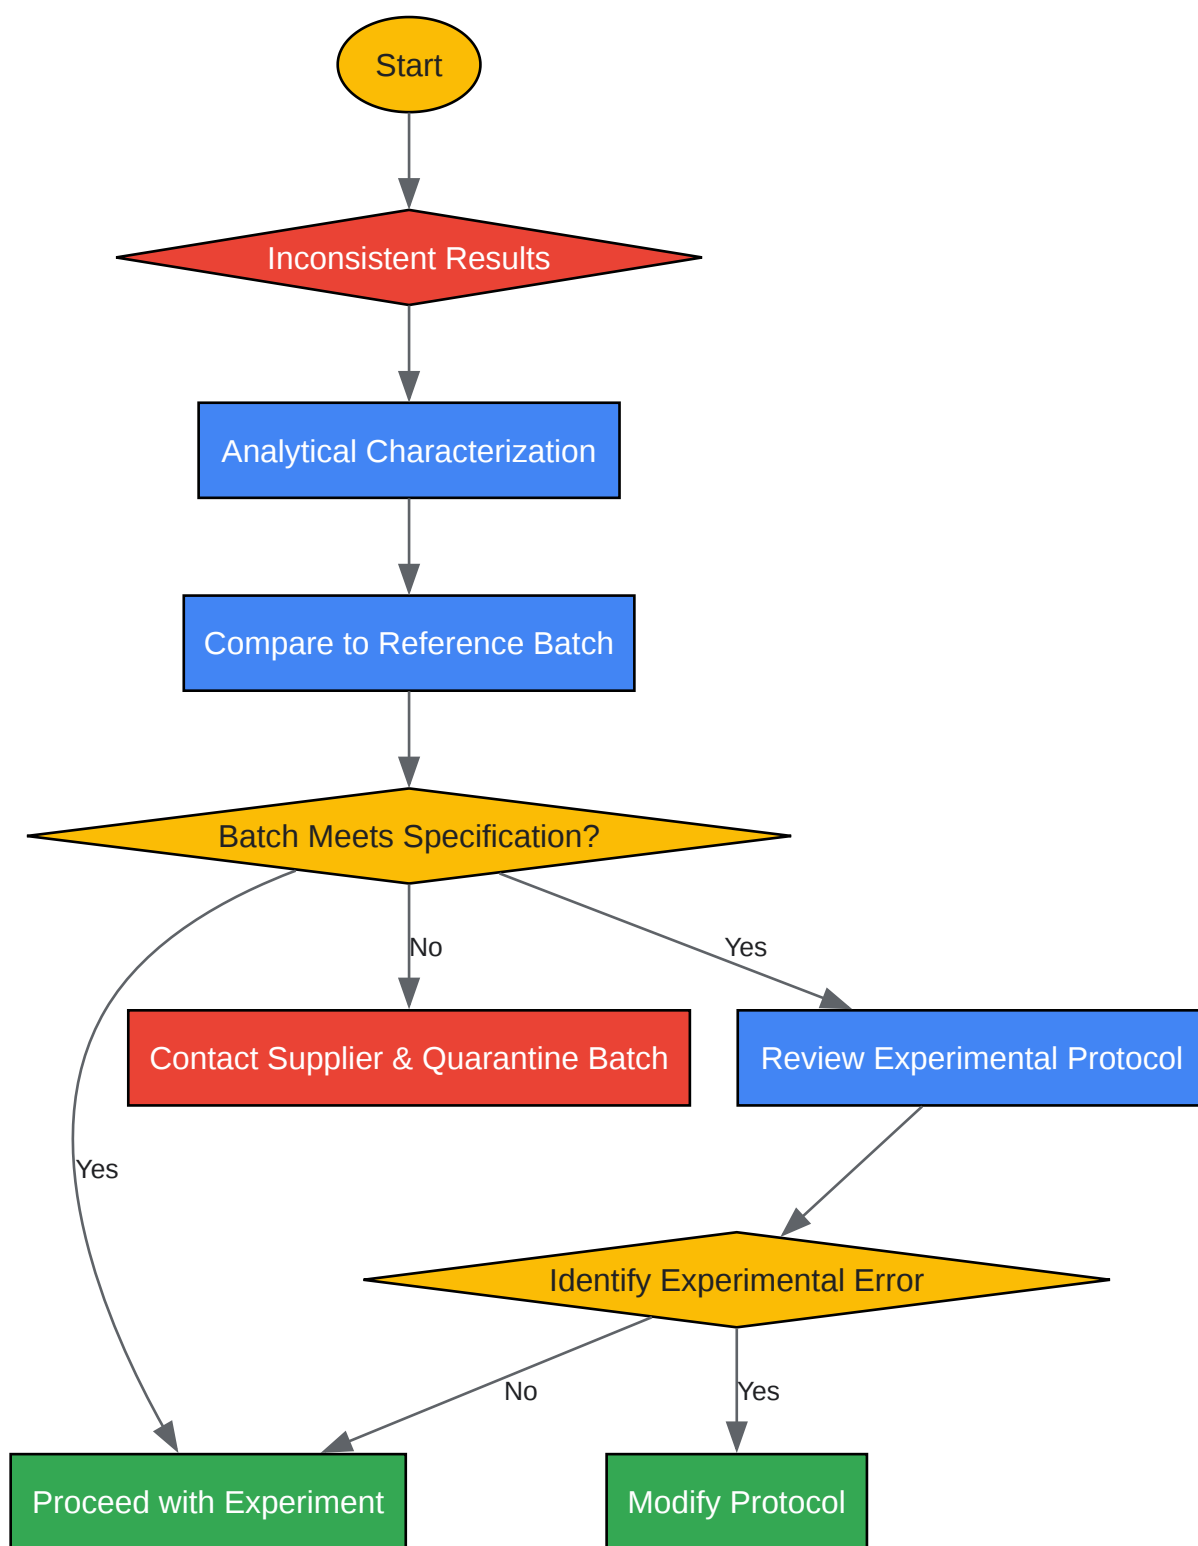 Start
Inconsistent Results
Analytical Characterization
Compare to Reference Batch
Batch Meets Specification?
No
Yes
Contact Supplier & Quarantine Batch
Review Experimental Protocol
Yes
Identify Experimental Error
No
Yes
Proceed with Experiment
Modify Protocol